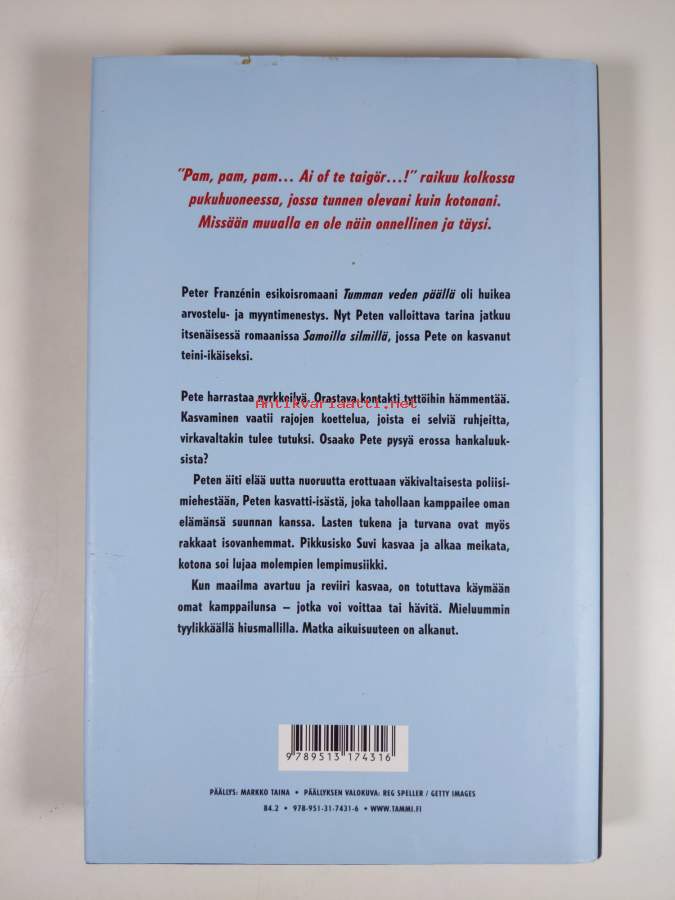 "Pam, pam, pam... Ai of te taigör...!" raikuu kolkossa
pukuhuoneessa, jossa tunnen olevani kuin kotonani.
Missään muualla en ole näin onnellinen ja täysi.
Peter Franzénin esikoisromaani Tumman veden päällä oli huikea
arvostelu- ja myyntimenestys. Nyt Peten valloittava tarina jatkuu
itsenäisessä romaanissa Samoilla silmillä, jossa Pete on kasvanut
teini-ikäiseksi.
Pete harrastaa nyrkkeilyä. Orastava kontakti tyttöihin hämmentää.
Antikvariaatti.net
Kasvaminen vaatii rajojen koettelua, joista ei selviä ruhjeitta,
virkavaltakin tulee tutuksi. Osaako Pete pysyä erossa hankaluuk-
sista?
Peten äiti elää uutta nuoruutta erottuaan väkivaltaisesta poliisi-
miehestään, Peten kasvatti-isästä, joka tahollaan kamppailee oman
elämänsä suunnan kanssa. Lasten tukena ja turvana ovat myös
rakkaat isovanhemmat. Pikkusisko Suvi kasvaa ja alkaa meikata,
kotona soi lujaa molempien lempimusiikki.
Kun maailma avartuu ja reviiri kasvaa, on totuttava käymään
omat kamppailunsa – jotka voi voittaa tai hävitä. Mieluummin
tyylikkäällä hiusmallilla. Matka aikuisuuteen on alkanut.
9 789513 174316
PÄÄLLYS: MARKKO TAINA • PÄÄLLYKSEN VALOKUVA: REG SPELLER / GETTY IMAGES
84.2 • 978-951-31-7431-6 • WWW.TAMMI.FI